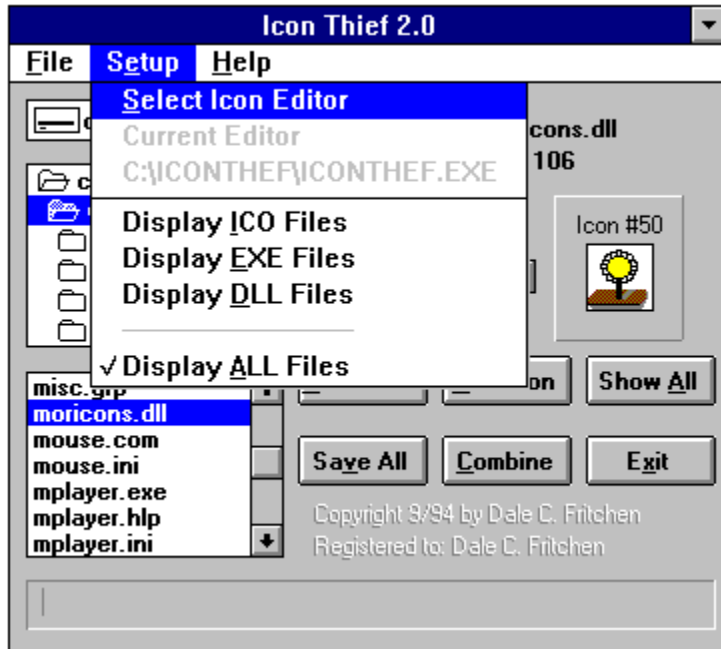 Icon Thief 2.0
File Setup Help
Select Icon Editor
Current Editor
C:\ICONTHEF\ICONTHEF.EXE
Display ICO Files
Display EXE Files
Display DLL Files
✓Display ALL Files
cons.dll
106
Icon #50
c
misc.grp
moricons.dll
mouse.com
mouse.ini
mplayer.exe
mplayer.hlp
mplayer.ini
on
Show All
Save All
Combine
Exit
Copyright 9/94 by Dale C. Fritchen
Registered to: Dale C. Fritchen